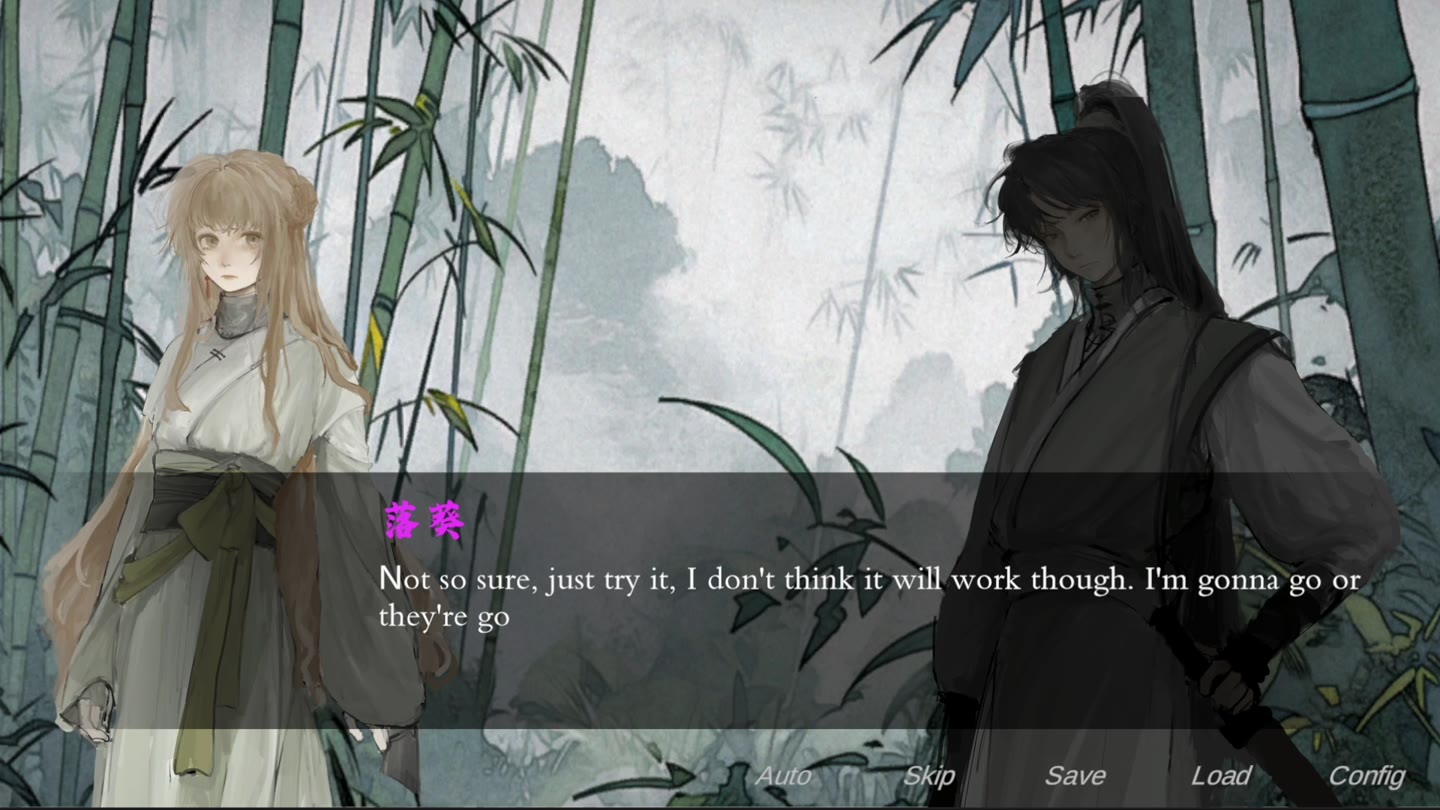 落葵
Not so sure, just try it, I don't think it will work though. I'm gonna go or
they're go
Auto Skip Save Load Config